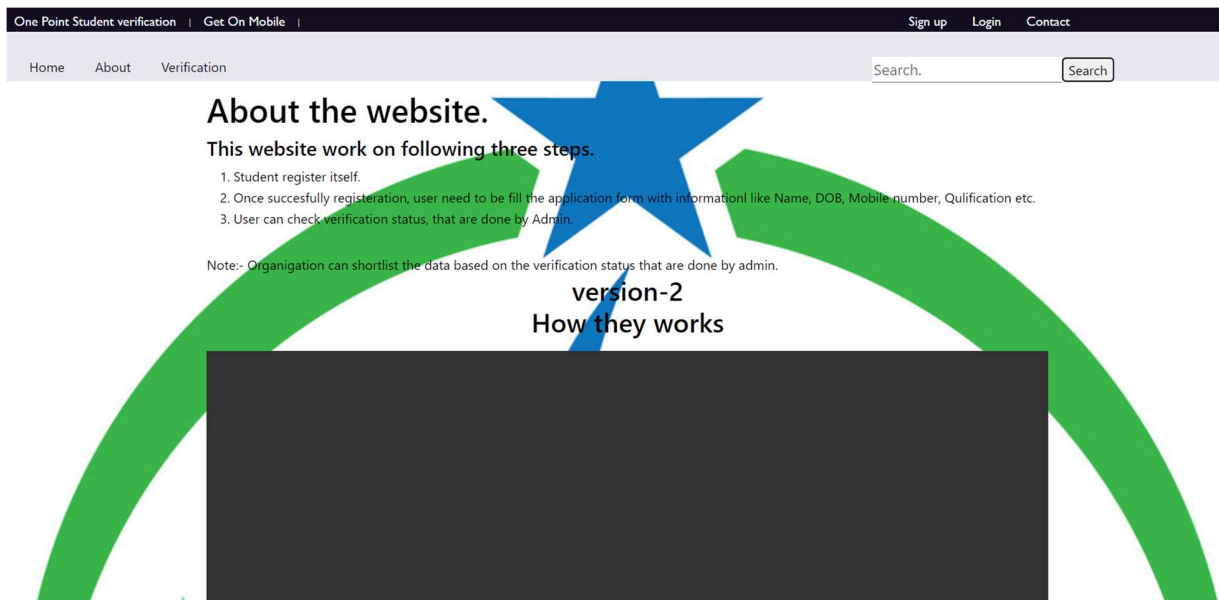 One Point Student verification | Get On Mobile | Sign up Login Contact
Home About Verification Search. Search
About the website.
This website work on following three steps.
1. Student register itself.
2. Once succesfully registeration, user need to be fill the application form with informationl like Name, DOB, Mobile number, Qulification etc.
3. User can check verification status, that are done by Admin.
Note:- Organigation can shortlist the data based on the verification status that are done by admin.
version-2
How they works